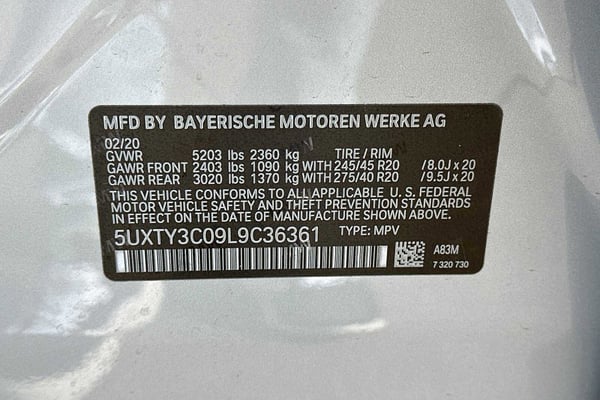 MFD BY BAYERISCHE MOTOREN WERKE AG
02/20
GVWR 5203 lbs 2360 kg TIRE / RIM
GAWR FRONT 2403 lbs 1090 kg WITH 245/45 R20 / 8.0J x 20
GAWR REAR 3020 lbs 1370 kg WITH 275/40 R20 / 9.5J x 20
THIS VEHICLE CONFORMS TO ALL APPLICABLE U. S. FEDERAL
MOTOR VEHICLE SAFETY AND THEFT PREVENTION STANDARDS
IN EFFECT ON THE DATE OF MANUFACTURE SHOWN ABOVE.
5UXTY3C09L9C36361 TYPE: MPV
A83M
7 320 730